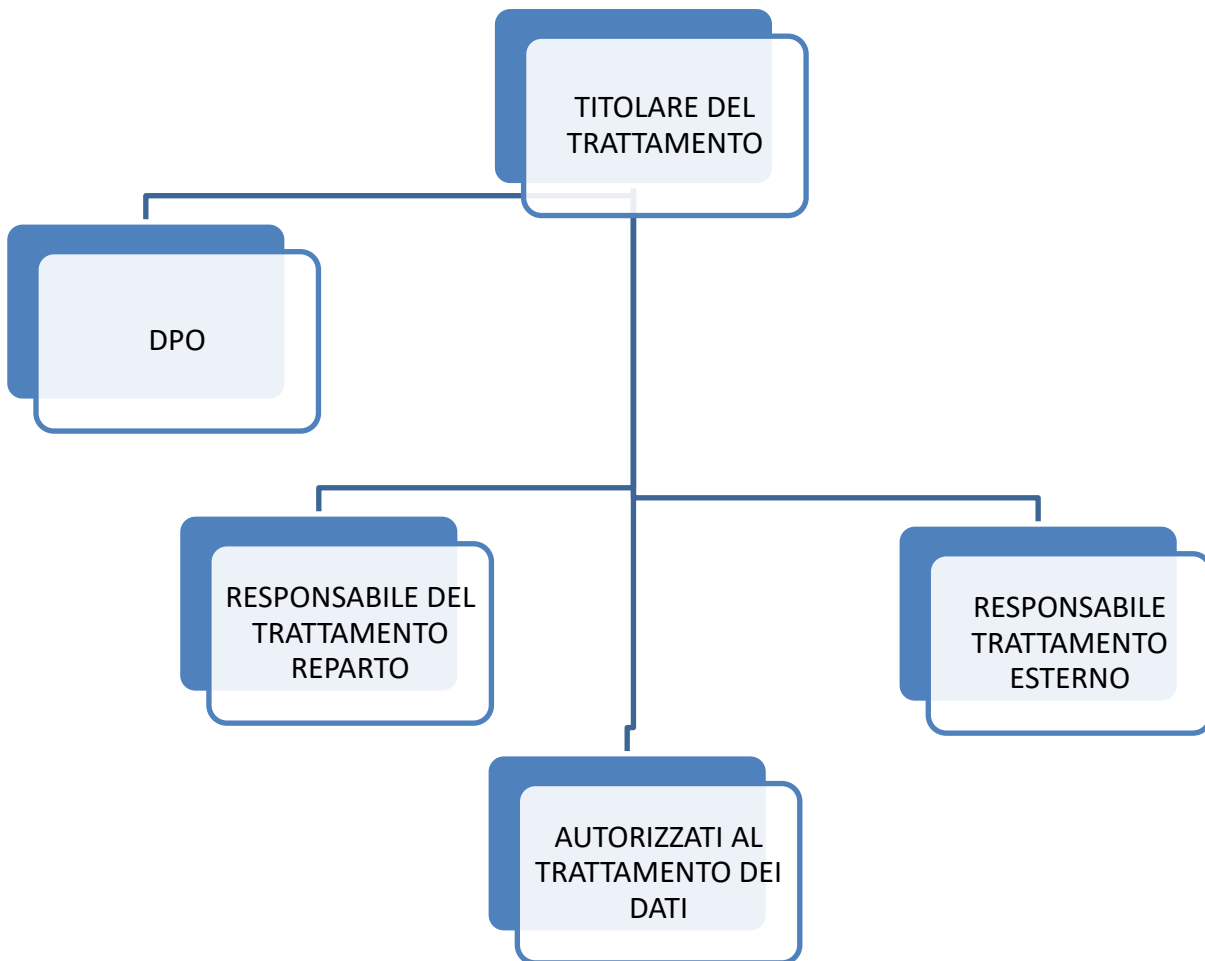 TITOLARE DEL
TRATTAMENTO
DPO
RESPONSABILE DEL
TRATTAMENTO
REPARTO
RESPONSABILE
TRATTAMENTO
ESTERNO
AUTORIZZATI AL
TRATTAMENTO DEI
DATI